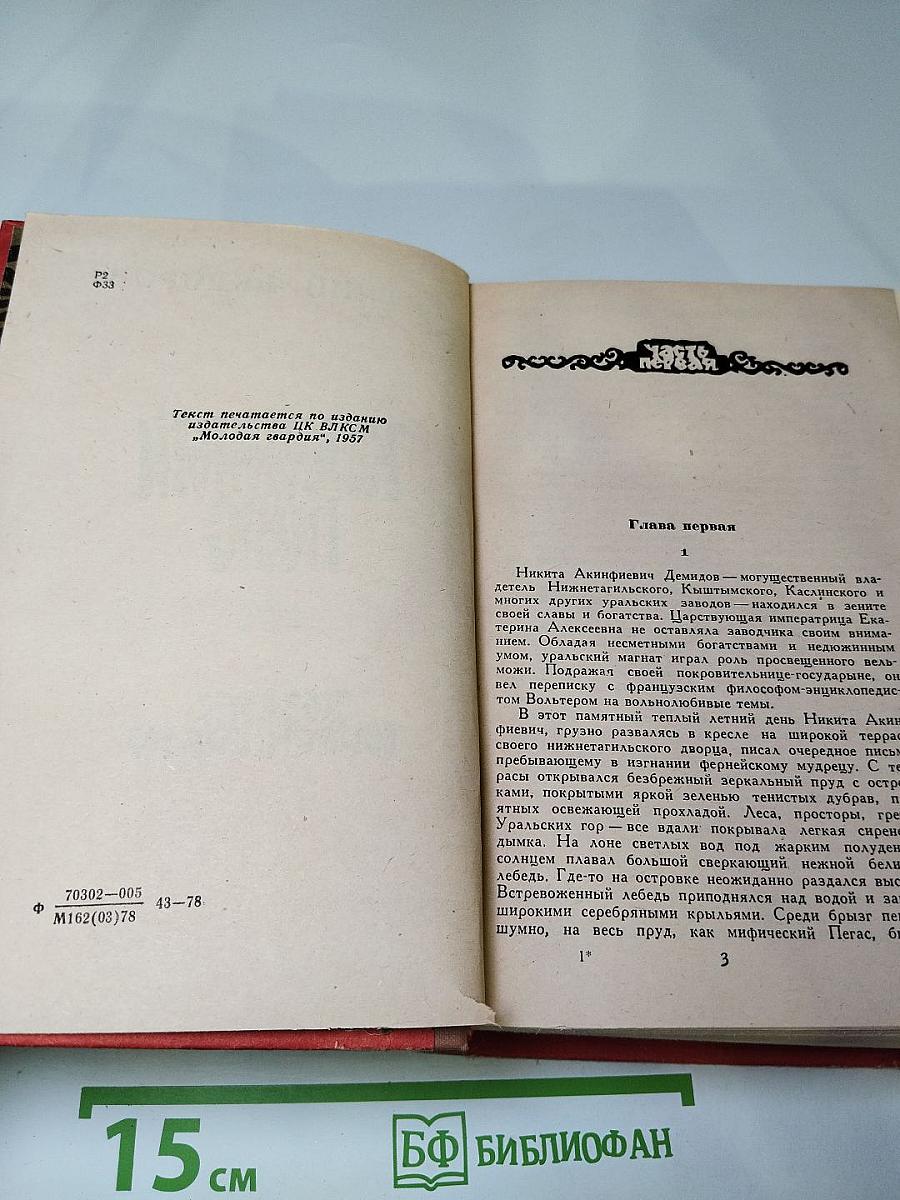 Р2
Ф33
Текст печатается по изданию
издательства ЦК ВЛКСМ
„Молодая гвардия“, 1957
Ф 70302—005 43—78
М162(03)78
ЧАСТЬ
ПЕРВАЯ
Глава первая
1
Никита Акинфиевич Демидов — могущественный вла-
детель Нижнетагильского, Кыштымского, Каслинского и
многих других уральских заводов — находился в зените
своей славы и богатства. Царствующая императрица Ека-
терина Алексеевна не оставляла заводчика своим внима-
нием. Обладая несметными богатствами и недюжинным
умом, уральский магнат играл роль просвещенного вель-
можи. Подражая своей покровительнице-государыне, он
вел переписку с французским философом-энциклопедис-
том Вольтером на вольнолюбивые темы.
В этот памятный теплый летний день Никита Акин
фиевич, грузно развалясь в кресле на широкой террас
своего нижнетагильского дворца, писал очередное письм
пребывающему в изгнании фернейскому мудрецу. С те
расы открывался безбрежный зеркальный пруд с остро
ками, покрытыми яркой зеленью тенистых дубрав, п
ятных освежающей прохладой. Леса, просторы, гре
Уральских гор — все вдали покрывала легкая сирене
дымка. На лоне светлых вод под жарким полуден
солнцем плавал большой сверкающий нежной бели
лебедь. Где-то на островке неожиданно раздался выс
Встревоженный лебедь приподнялся над водой и за
широкими серебряными крыльями. Среди брызг пе
шумно, на весь пруд, как мифический Пегас, б
1*
3
15 см
БФ БИБЛИОФАН